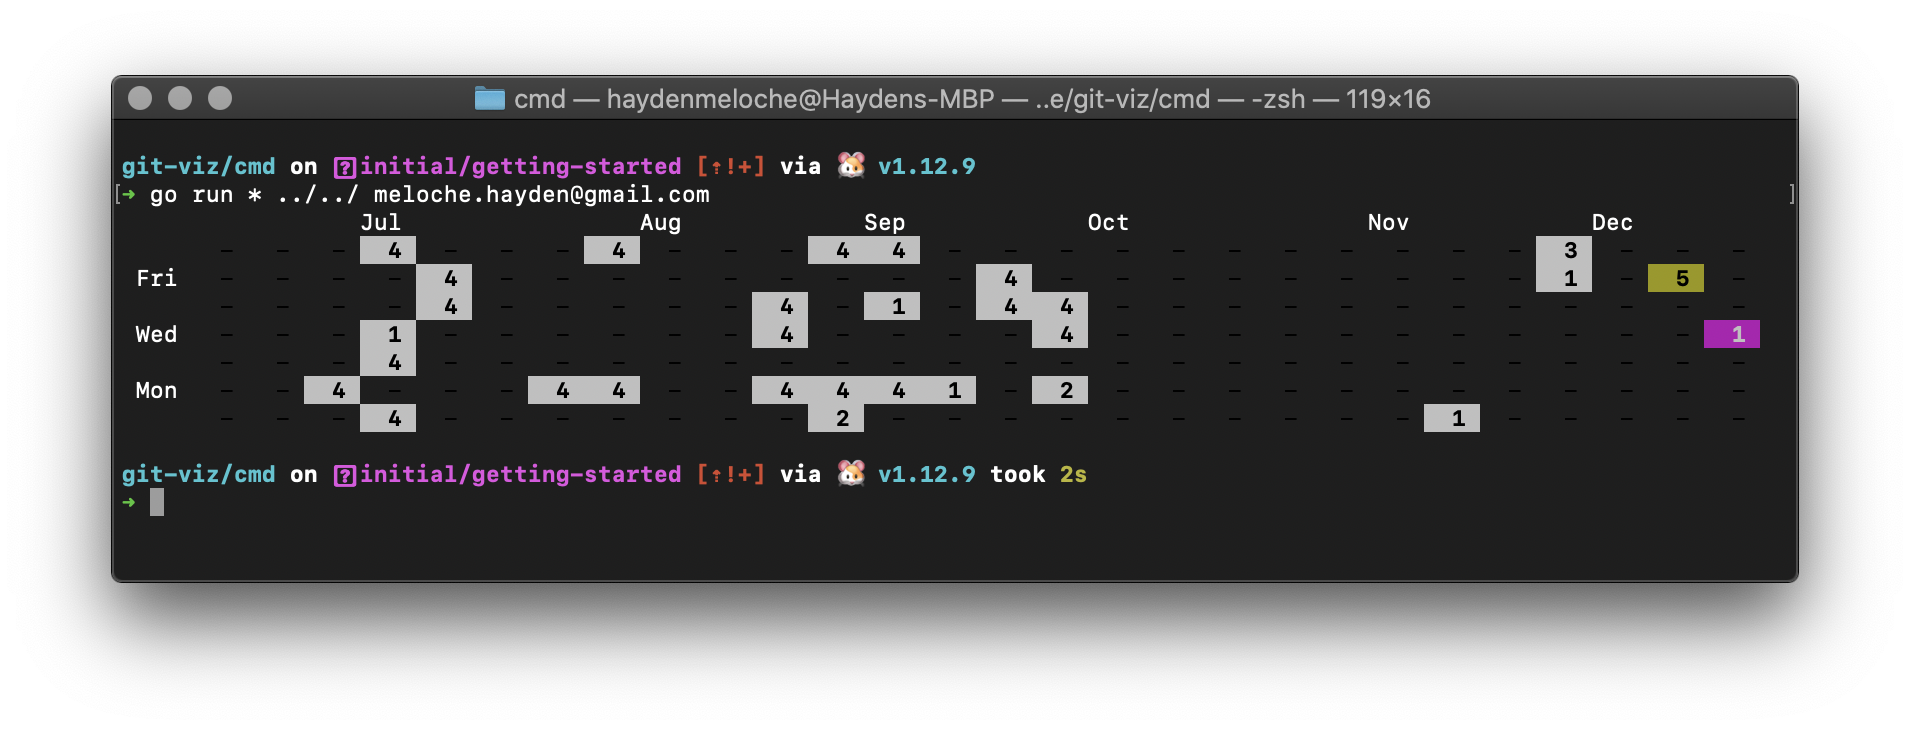 cmd — haydenmeloche@Haydens-MBP — ..e/git-viz/cmd — -zsh — 119×16
git-viz/cmd on initial/getting-started [⇡!+] via 🐹 v1.12.9
➜ go run * ../../ meloche.hayden@gmail.com
Jul Aug Sep Oct Nov Dec
- - - 4 - - - 4 - - - 4 4 - - - - - - - - - - - 3 - - -
Fri - - - - 4 - - - - - - - - - 4 - - - - - - - - - 1 - 5 -
- - - - 4 - - - - - 4 - 1 - 4 4 - - - - - - - - - - - -
Wed - - - 1 - - - - - - 4 - - - - 4 - - - - - - - - - - - 1
- - - 4 - - - - - - - - - - - - - - - - - - - - - - - -
Mon - - 4 - - - 4 4 - - 4 4 4 1 - 2 - - - - - - - - - - - -
- - - 4 - - - - - - - 2 - - - - - - - - - - 1 - - - - -
git-viz/cmd on initial/getting-started [⇡!+] via 🐹 v1.12.9 took 2s
➜